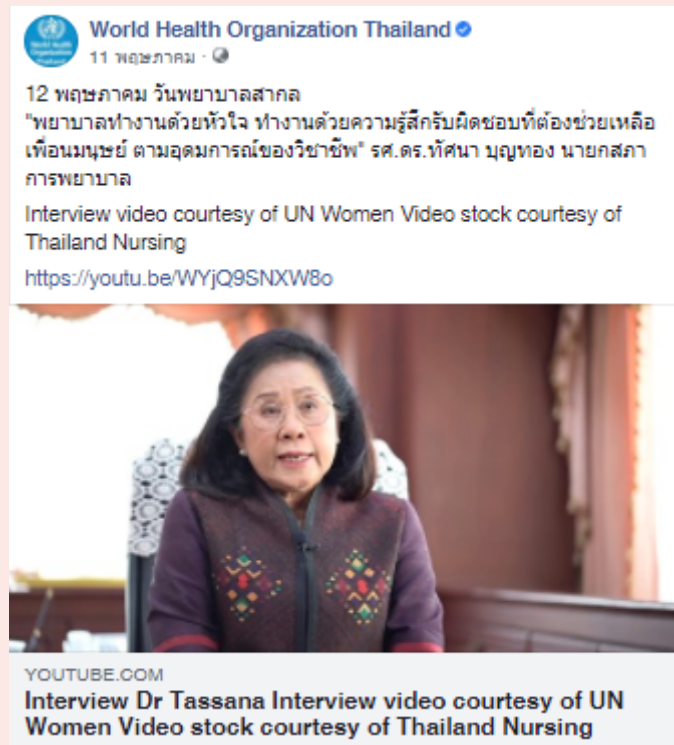 World Health Organization Thailand
11 พฤษภาคม ·
12 พฤษภาคม วันพยาบาลสากล
"พยาบาลทำงานด้วยหัวใจ ทำงานด้วยความรู้สึกรับผิดชอบที่ต้องช่วยเหลือ
เพื่อนมนุษย์ ตามอุดมการณ์ของวิชาชีพ" รศ.ดร.ทัศนา บุญทอง นายกสภา
การพยาบาล
Interview video courtesy of UN Women Video stock courtesy of
Thailand Nursing
https://youtu.be/WYjQ9SNXW8o
YOUTUBE.COM
Interview Dr Tassana Interview video courtesy of UN
Women Video stock courtesy of Thailand Nursing